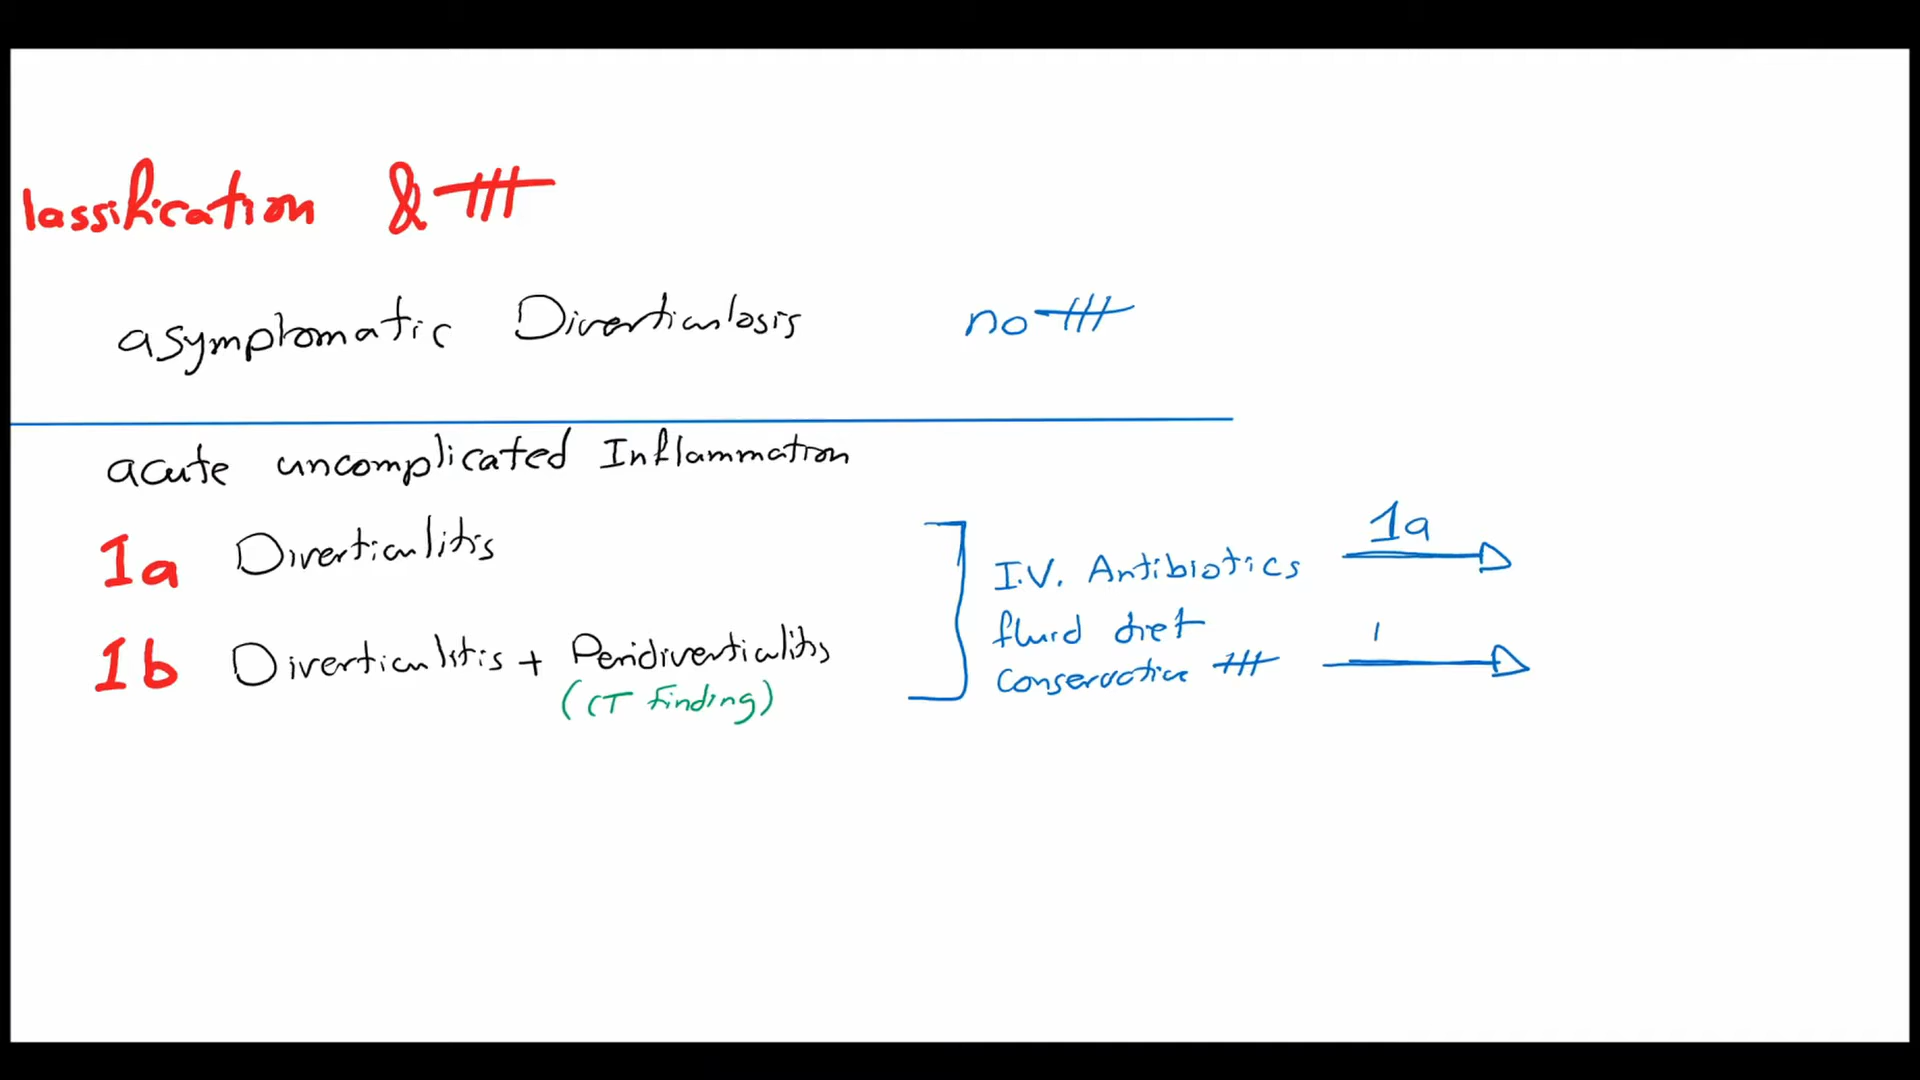 lassification & ttt
asymptomatic Diverticulosis no ttt
acute uncomplicated Inflammation
1a Diverticulitis
1b Diverticulitis + Peridiverticulitis
(CT finding)
I.V. Antibiotics
fluid diet
conservative ttt
1a